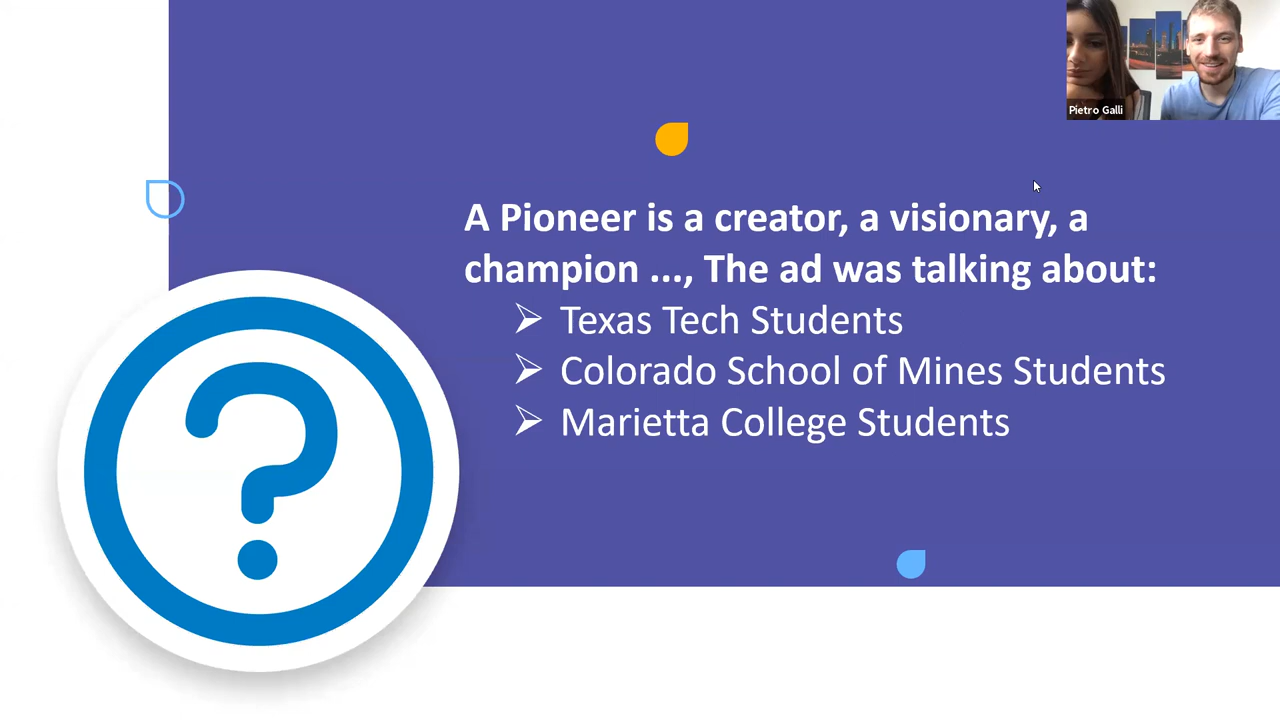 Pietro Galli
A Pioneer is a creator, a visionary, a
champion ..., The ad was talking about:
Texas Tech Students
Colorado School of Mines Students
Marietta College Students
?